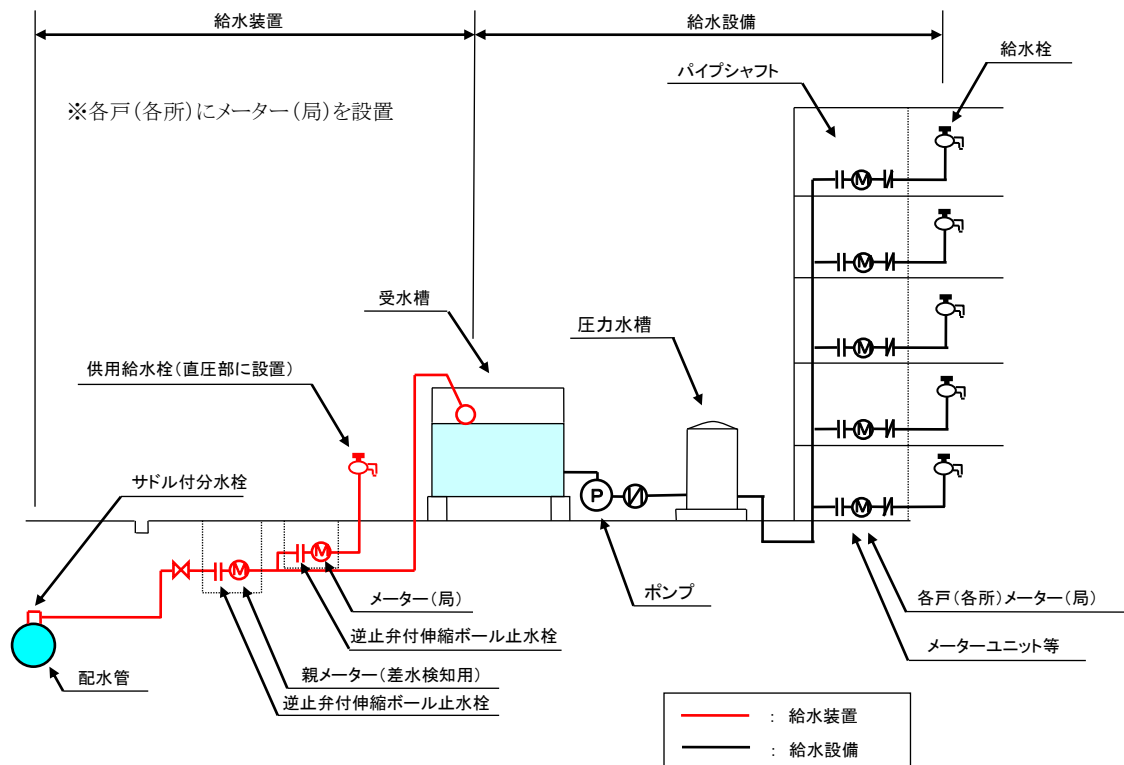 給水装置
給水設備
給水栓
パイプシャフト
※各戸(各所)にメーター(局)を設置
受水槽
圧力水槽
供用給水栓(直圧部に設置)
サドル付分水栓
P
M
M
M
M
M
M
M
ポンプ
メーター(局)
各戸(各所)メーター(局)
逆止弁付伸縮ボール止水栓
メーターユニット等
配水管
親メーター(差水検知用)
逆止弁付伸縮ボール止水栓
: 給水装置
: 給水設備